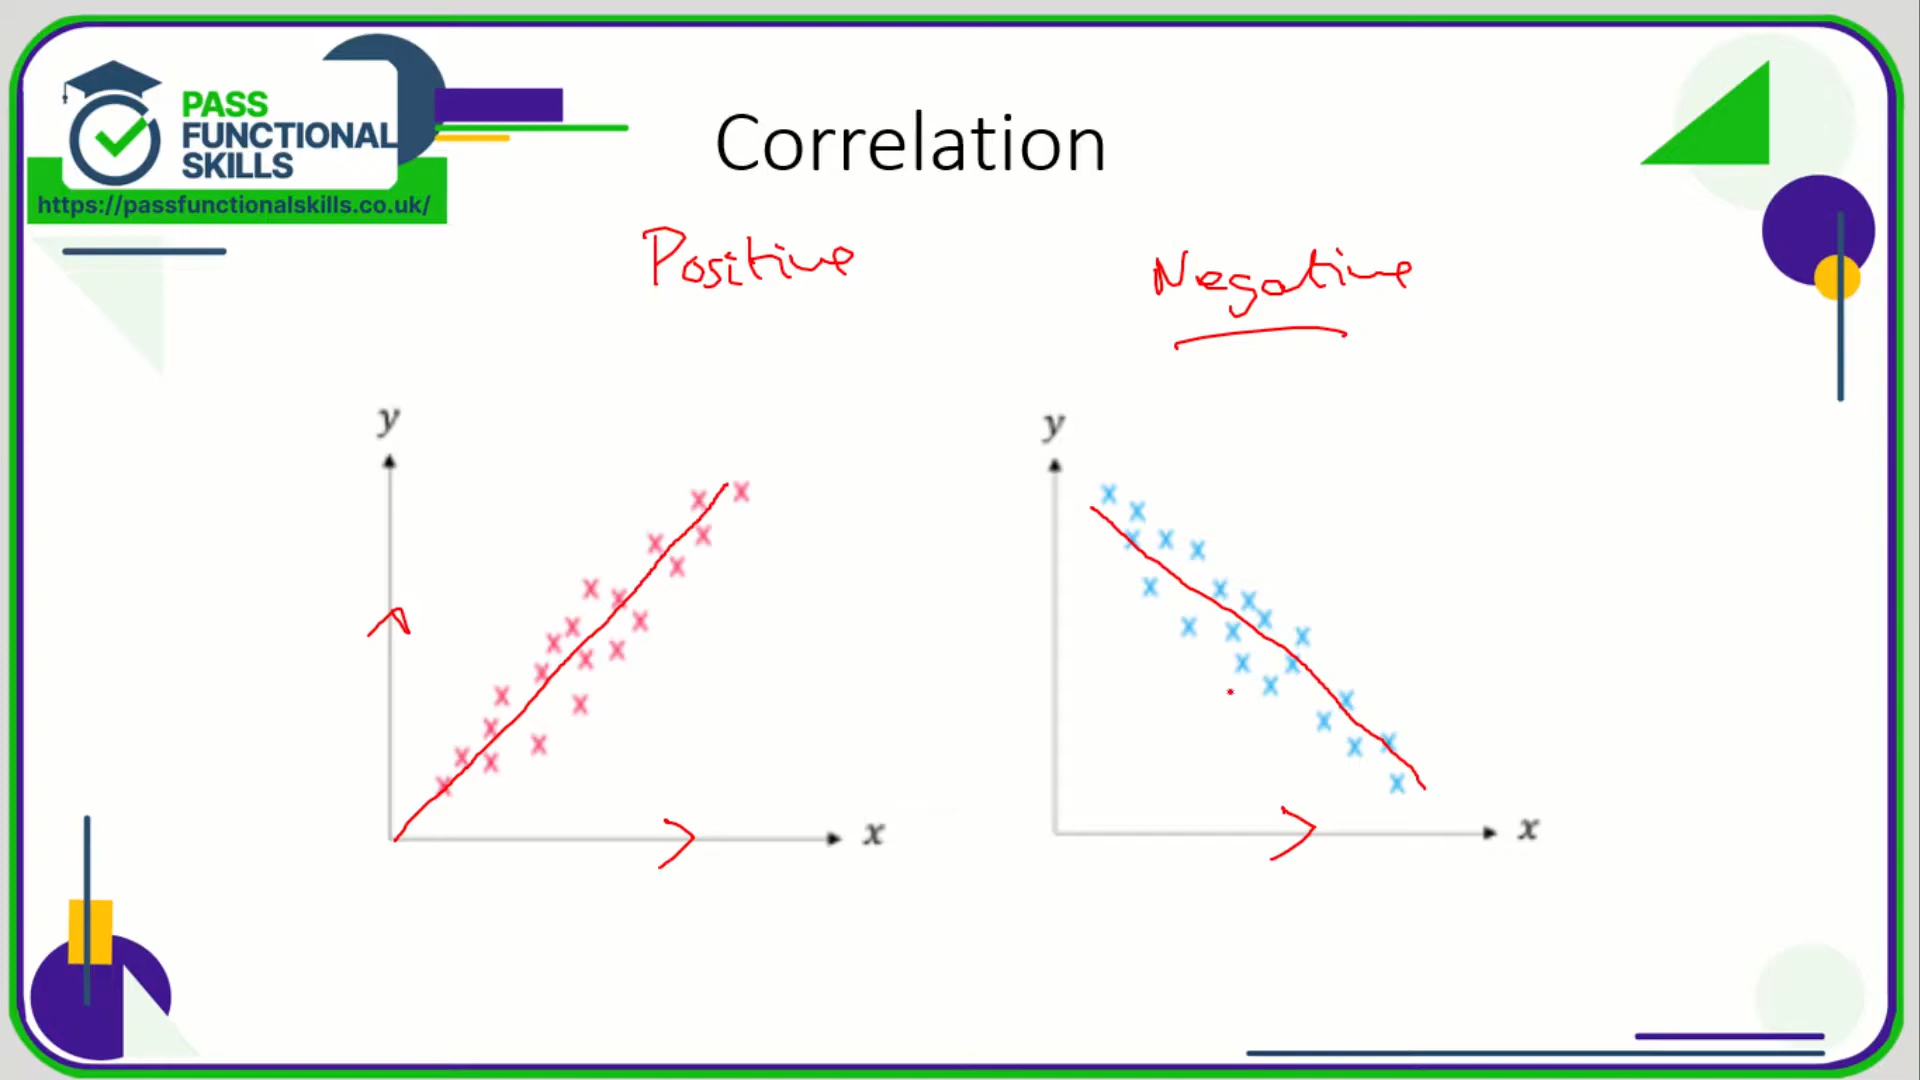 PASS
FUNCTIONAL
SKILLS
https://passfunctionalskills.co.uk/
Correlation
Positive
Negative
y
x
y
x